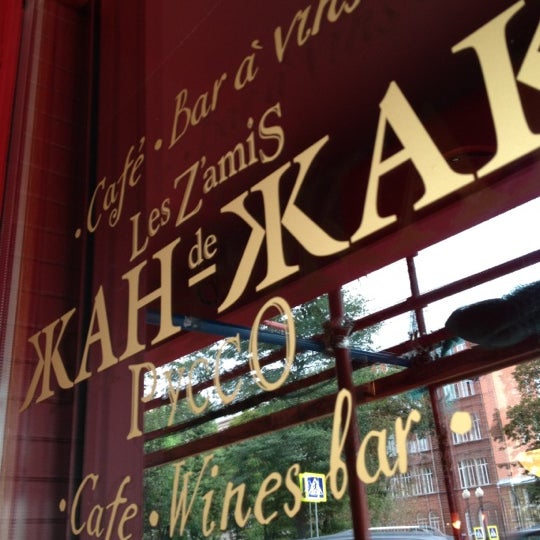 · Café · Bar à vins
Les Z'amis
de
ЖАН-ЖАК
РУССО
· Cafe · Wines bar ·